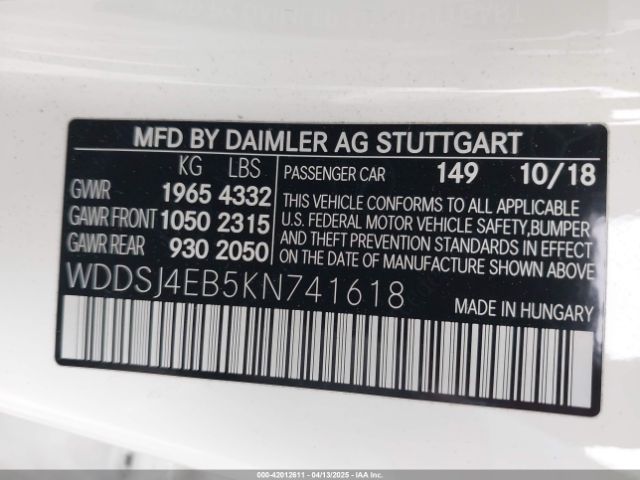 MFD BY DAIMLER AG STUTTGART
KG LBS
GVWR 1965 4332
GAWR FRONT 1050 2315
GAWR REAR 930 2050
PASSENGER CAR 149 10/18
THIS VEHICLE CONFORMS TO ALL APPLICABLE
U.S. FEDERAL MOTOR VEHICLE SAFETY,BUMPER
AND THEFT PREVENTION STANDARDS IN EFFECT
ON THE DATE OF MANUFACTURE SHOWN ABOVE.
WDDSJ4EB5KN741618
MADE IN HUNGARY
000-42012611 - 04/13/2025 - IAAC